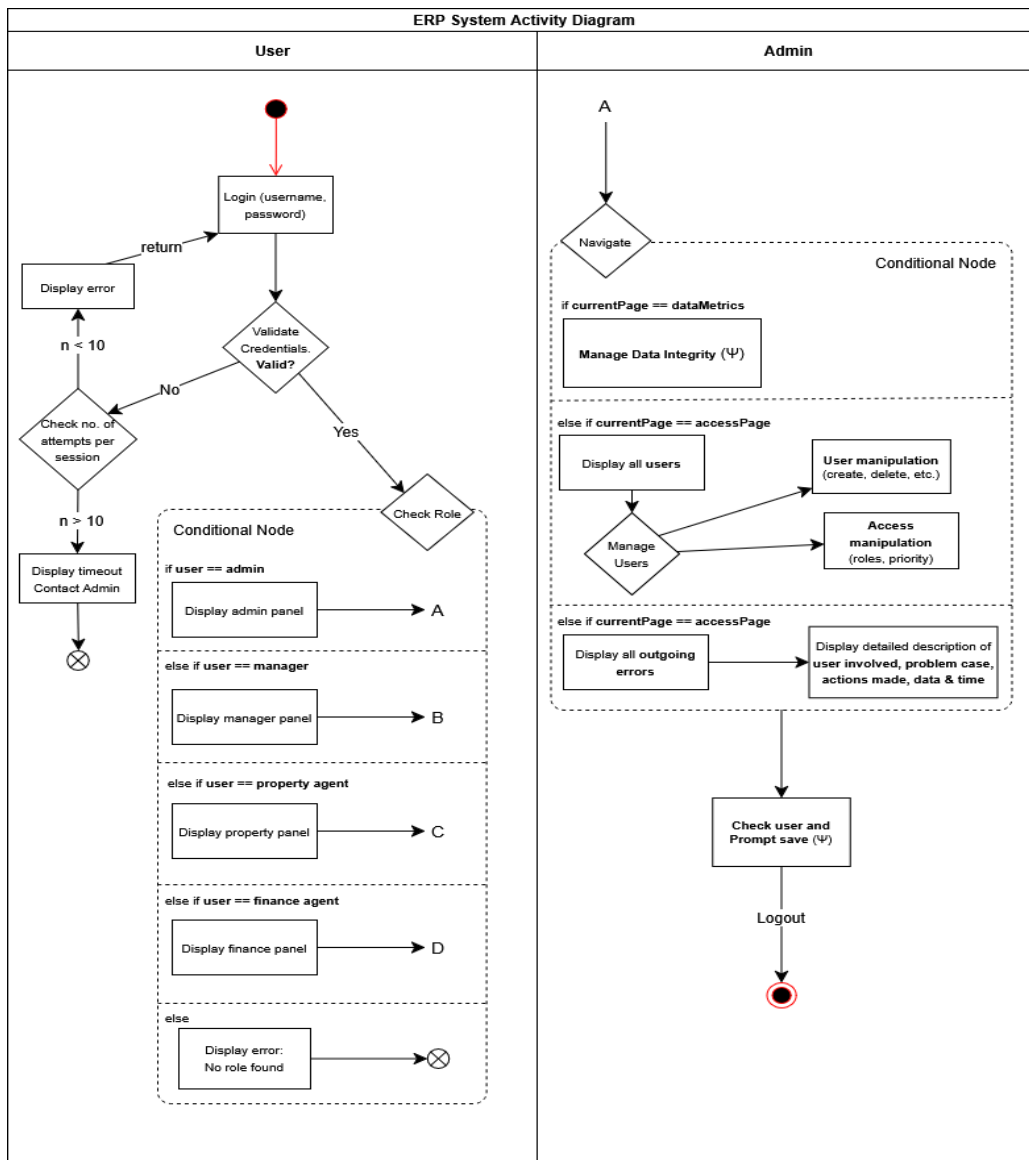 ERP System Activity Diagram
User
Admin
Login (username,
password)
return
Display error
n < 10
Validate
Credentials.
Valid?
No
Check no. of
attempts per
session
Yes
n > 10
Display timeout
Contact Admin
Check Role
Conditional Node
if user == admin
Display admin panel
A
else if user == manager
Display manager panel
B
else if user == property agent
Display property panel
C
else if user == finance agent
Display finance panel
D
else
Display error:
No role found
A
Navigate
Conditional Node
if currentPage == dataMetrics
Manage Data Integrity (Ψ)
else if currentPage == accessPage
Display all users
User manipulation
(create, delete, etc.)
Manage
Users
Access
manipulation
(roles, priority)
else if currentPage == accessPage
Display all outgoing
errors
Display detailed description of
user involved, problem case,
actions made, data & time
Check user and
Prompt save (Ψ)
Logout